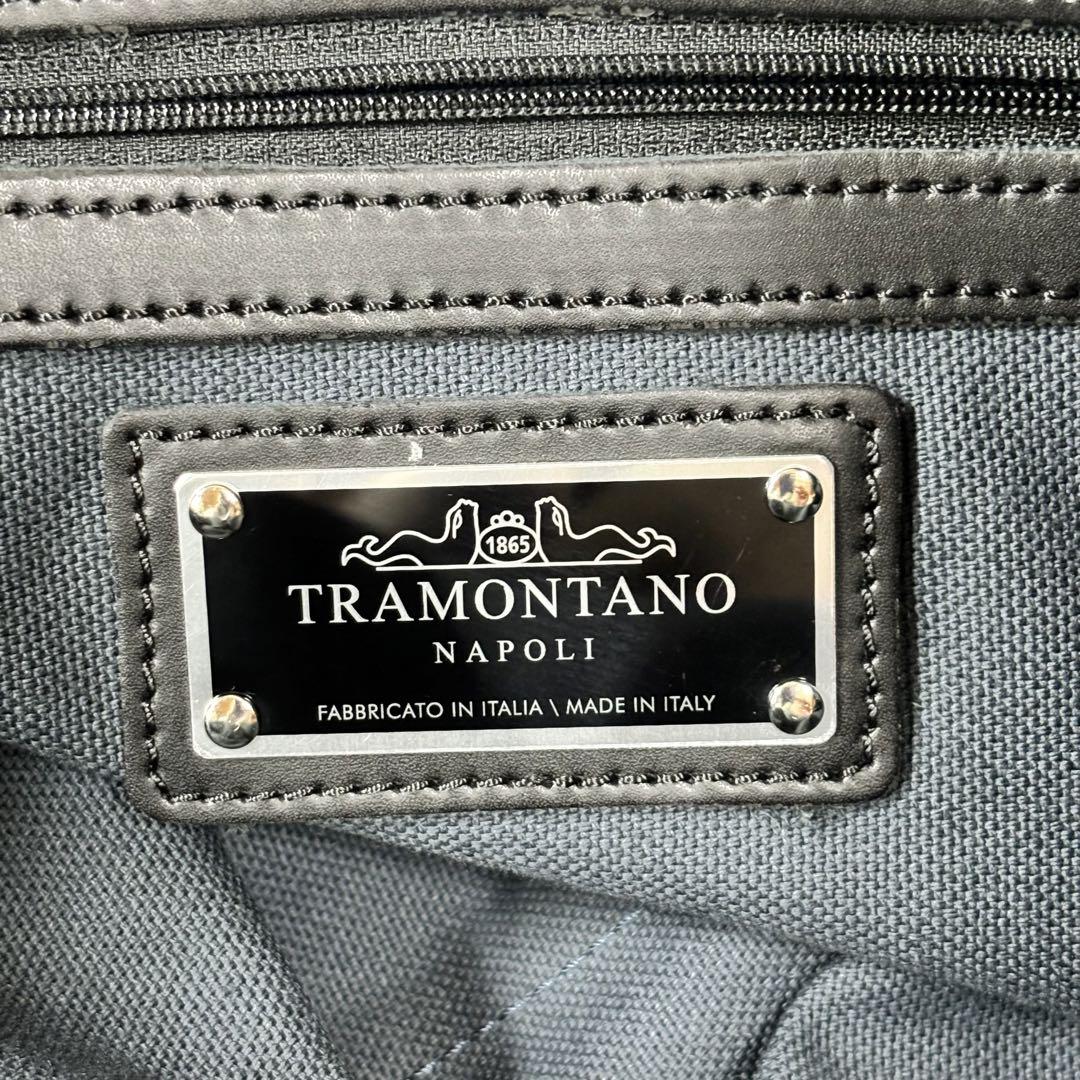 1865
TRAMONTANO
NAPOLI
FABBRICATO IN ITALIA \ MADE IN ITALY